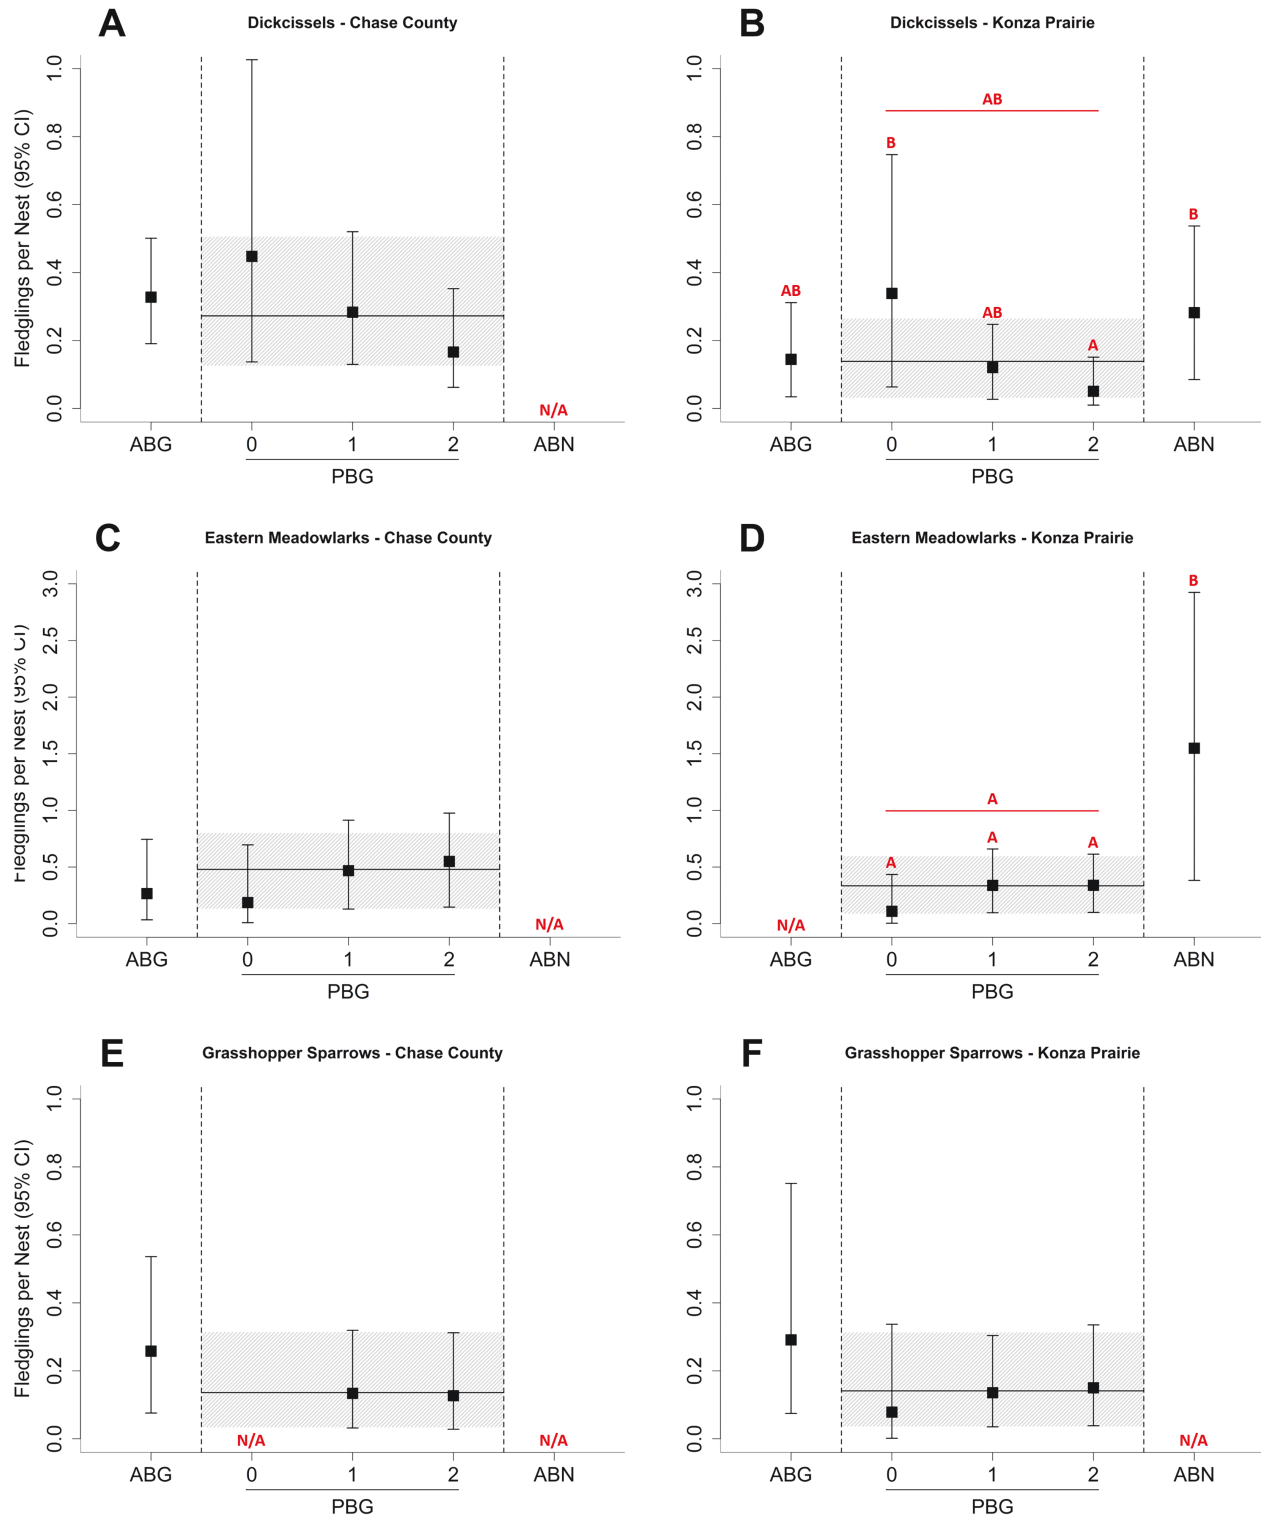 A
Dickcissels - Chase County
Fledglings per Nest (95% CI)
1.0
0.8
0.6
0.4
0.2
0.0
N/A
ABG
0
1
2
ABN
PBG
B
Dickcissels - Konza Prairie
1.0
0.8
0.6
0.4
0.2
0.0
AB
AB
B
AB
A
B
ABG
0
1
2
ABN
PBG
C
Eastern Meadowlarks - Chase County
Fledglings per Nest (95% CI)
3.0
2.5
2.0
1.5
1.0
0.5
0.0
N/A
ABG
0
1
2
ABN
PBG
D
Eastern Meadowlarks - Konza Prairie
3.0
2.5
2.0
1.5
1.0
0.5
0.0
N/A
A
A
A
A
B
ABG
0
1
2
ABN
PBG
E
Grasshopper Sparrows - Chase County
Fledglings per Nest (95% CI)
1.0
0.8
0.6
0.4
0.2
0.0
N/A
N/A
ABG
0
1
2
ABN
PBG
F
Grasshopper Sparrows - Konza Prairie
1.0
0.8
0.6
0.4
0.2
0.0
N/A
ABG
0
1
2
ABN
PBG